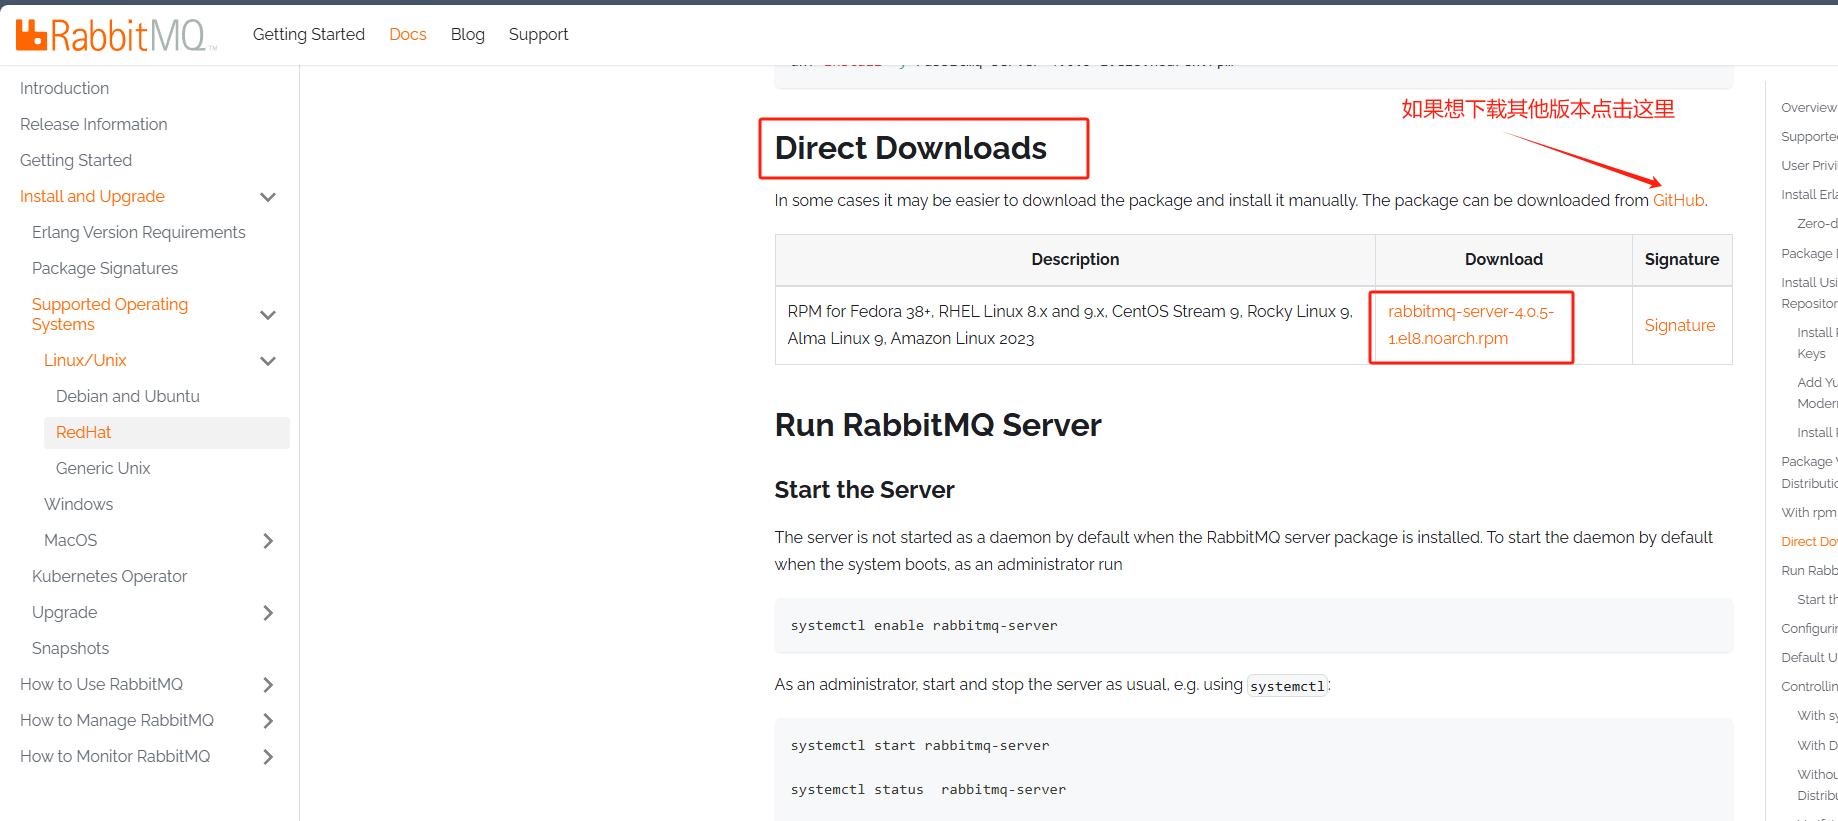 RabbitMQ™
Getting Started Docs Blog Support
Introduction
Release Information
Getting Started
Install and Upgrade
Erlang Version Requirements
Package Signatures
Supported Operating
Systems
Linux/Unix
Debian and Ubuntu
RedHat
Generic Unix
Windows
MacOS
Kubernetes Operator
Upgrade
Snapshots
How to Use RabbitMQ
How to Manage RabbitMQ
How to Monitor RabbitMQ
如果想下载其他版本点击这里
Direct Downloads
In some cases it may be easier to download the package and install it manually. The package can be downloaded from GitHub.
Description Download Signature
RPM for Fedora 38+, RHEL Linux 8.x and 9.x, CentOS Stream 9, Rocky Linux 9,
Alma Linux 9, Amazon Linux 2023
rabbitmq-server-4.0.5-
1.el8.noarch.rpm
Signature
Run RabbitMQ Server
Start the Server
The server is not started as a daemon by default when the RabbitMQ server package is installed. To start the daemon by default
when the system boots, as an administrator run
systemctl enable rabbitmq-server
As an administrator, start and stop the server as usual, e.g. using systemctl:
systemctl start rabbitmq-server
systemctl status  rabbitmq-server
Overview
Supporte
User Privi
Install Erla
Zero-d
Package
Install Usi
Repositor
Install
Keys
Add Yu
Modern
Install
Package
Distributio
With rpm
Direct Dov
Run Rabb
Start th
Configurin
Default U
Controllin
With sy
With D
Withou
Distribu